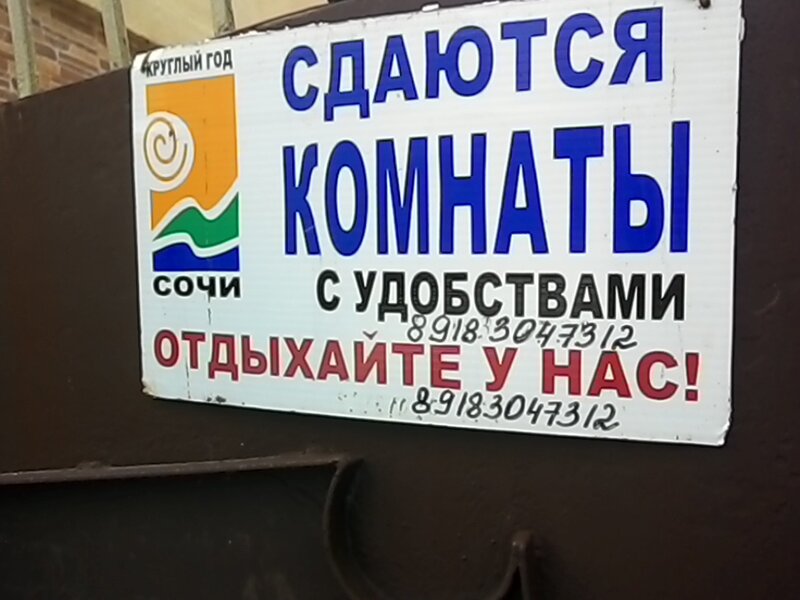 КРУГЛЫЙ ГОД
СОЧИ
СДАЮТСЯ
КОМНАТЫ
С УДОБСТВАМИ
89183047312
ОТДЫХАЙТЕ У НАС!
89183047312